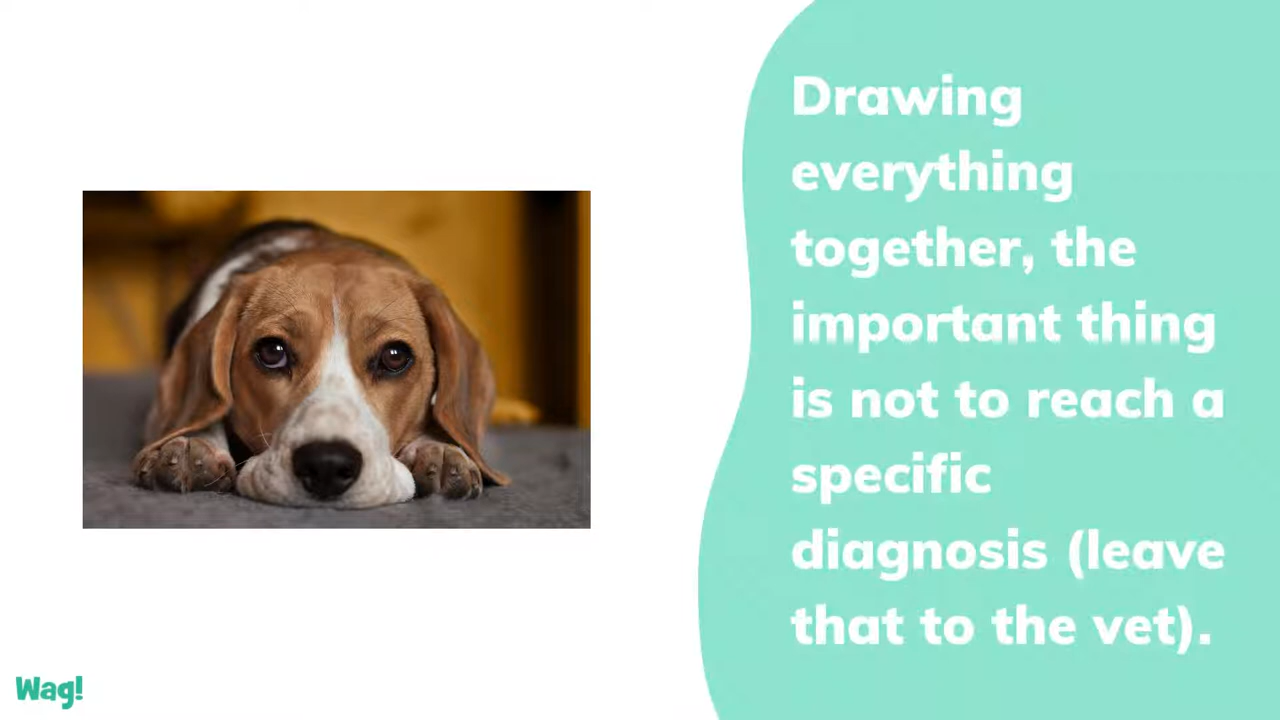 Drawing
everything
together, the
important thing
is not to reach a
specific
diagnosis (leave
that to the vet).
Wag!